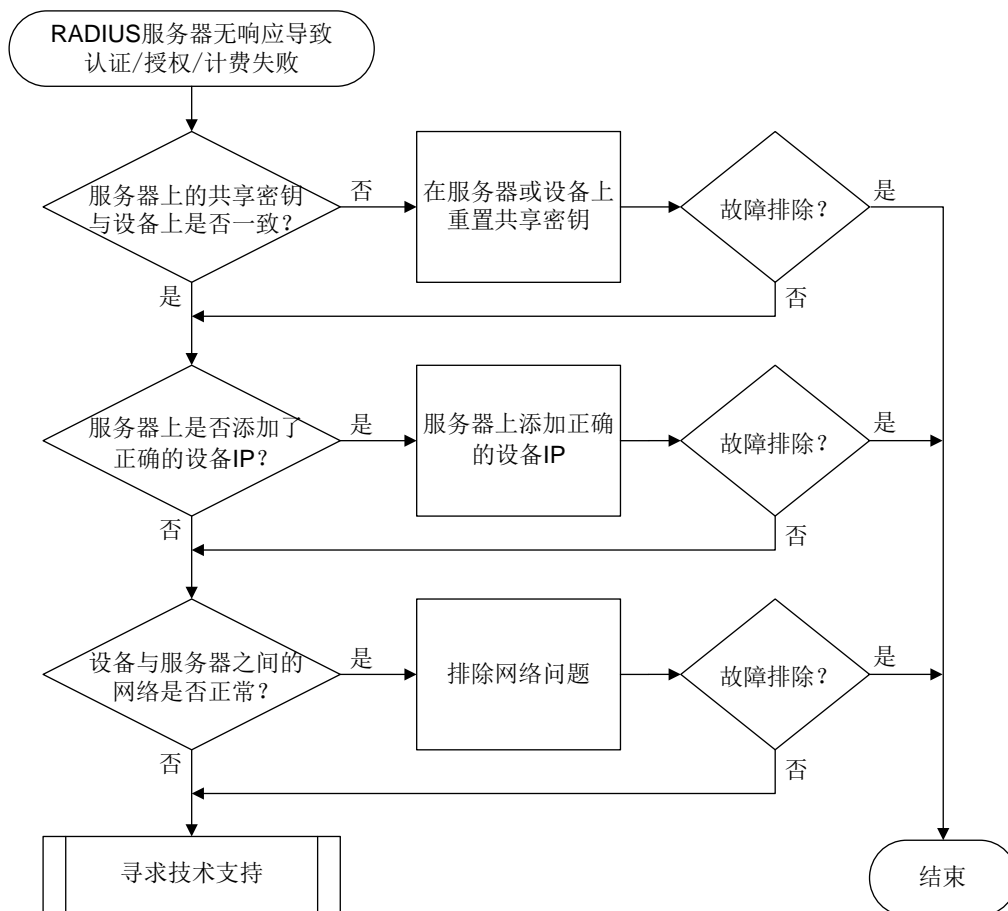 RADIUS服务器无响应导致
认证/授权/计费失败
服务器上的共享密钥
与设备上是否一致？
否
在服务器或设备上
重置共享密钥
故障排除？
是
是
否
服务器上是否添加了
正确的设备IP？
是
服务器上添加正确
的设备IP
故障排除？
是
否
否
设备与服务器之间的
网络是否正常？
是
排除网络问题
故障排除？
是
否
否
寻求技术支持
结束